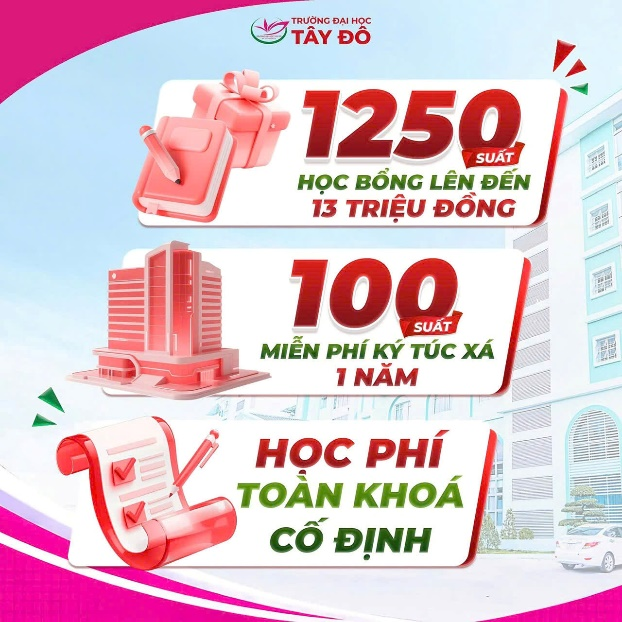 TRƯỜNG ĐẠI HỌC
TÂY ĐÔ
1250
SUẤT
HỌC BỔNG LÊN ĐẾN
13 TRIỆU ĐỒNG
100
SUẤT
MIỄN PHÍ KÝ TÚC XÁ
1 NĂM
HỌC PHÍ
TOÀN KHOÁ
CỐ ĐỊNH